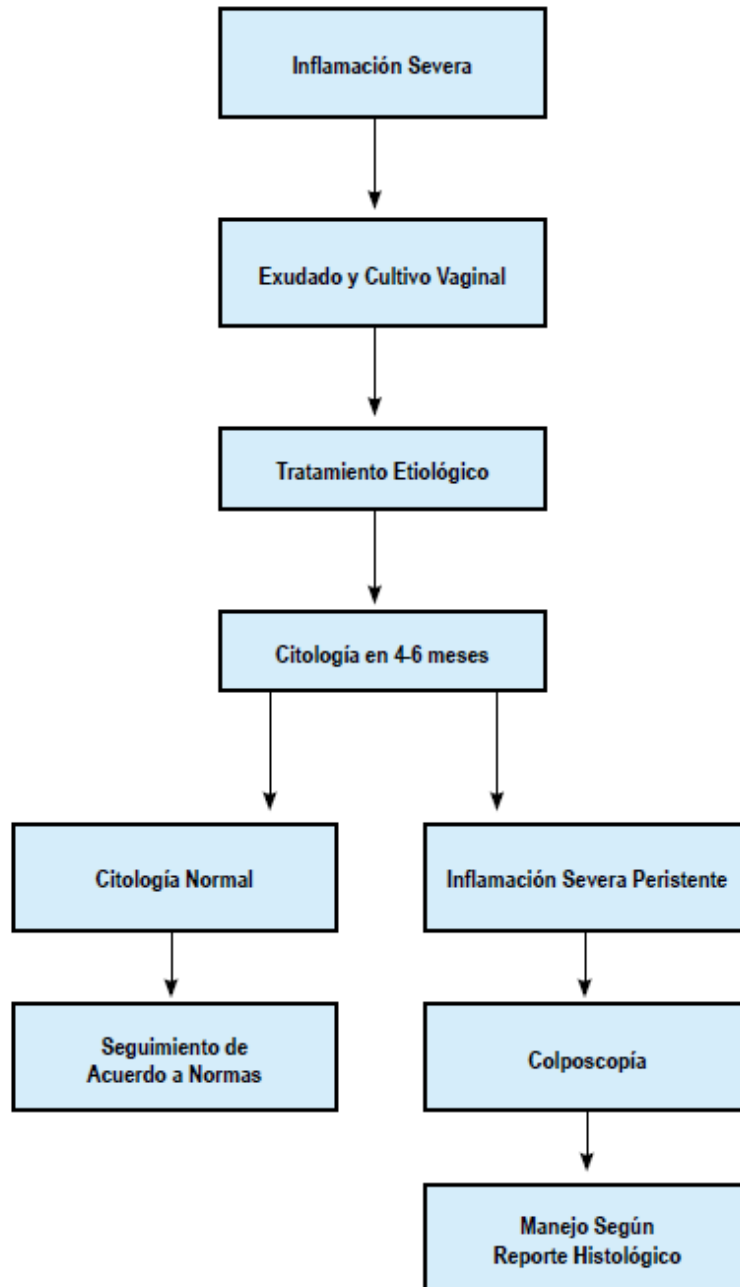 Inflamación Severa
Exudado y Cultivo Vaginal
Tratamiento Etiológico
Citología en 4-6 meses
Citología Normal
Inflamación Severa Peristente
Seguimiento de
Acuerdo a Normas
Colposcopía
Manejo Según
Reporte Histológico